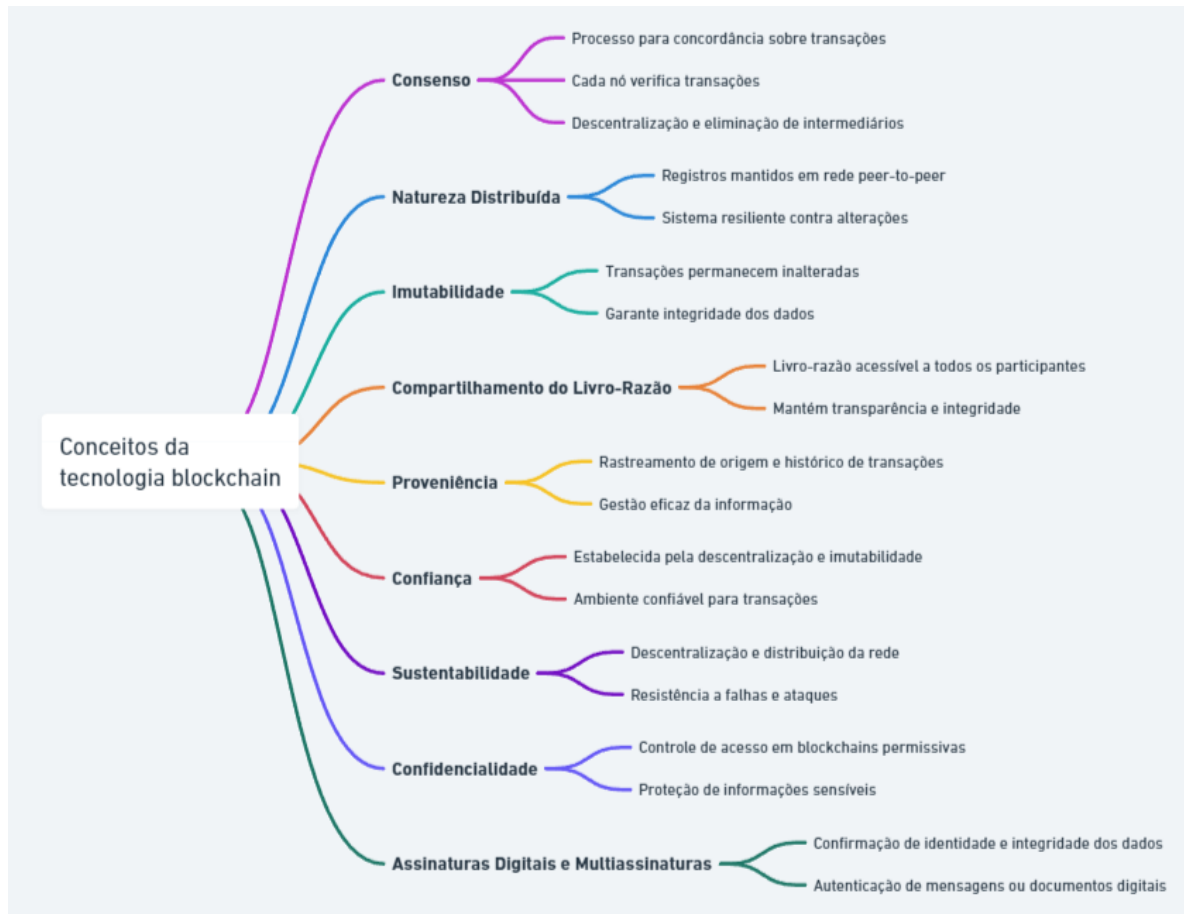 Conceitos da
tecnologia blockchain
Consenso
Processo para concordância sobre transações
Cada nó verifica transações
Descentralização e eliminação de intermediários
Natureza Distribuída
Registros mantidos em rede peer-to-peer
Sistema resiliente contra alterações
Imutabilidade
Transações permanecem inalteradas
Garante integridade dos dados
Compartilhamento do Livro-Razão
Livro-razão acessível a todos os participantes
Mantém transparência e integridade
Proveniência
Rastreamento de origem e histórico de transações
Gestão eficaz da informação
Confiança
Estabelecida pela descentralização e imutabilidade
Ambiente confiável para transações
Sustentabilidade
Descentralização e distribuição da rede
Resistência a falhas e ataques
Confidencialidade
Controle de acesso em blockchains permissivas
Proteção de informações sensíveis
Assinaturas Digitais e Multiassinaturas
Confirmação de identidade e integridade dos dados
Autenticação de mensagens ou documentos digitais